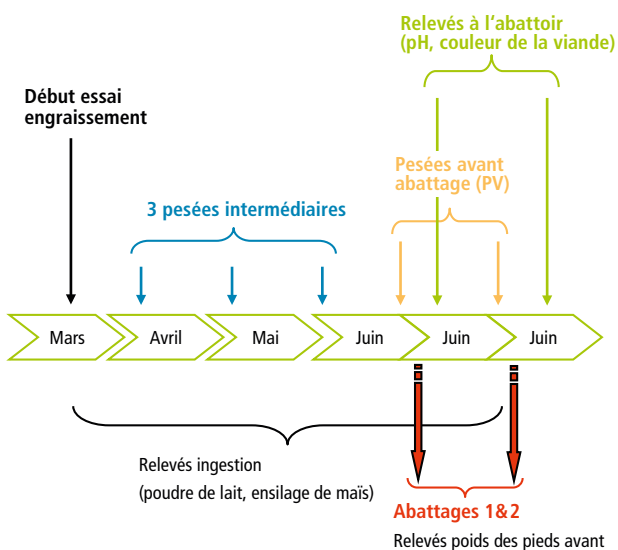 Relevés à l'abattoir
(pH, couleur de la viande)
Début essai
engraissement
Pesées avant
abattage (PV)
3 pesées intermédiaires
Mars
Avril
Mai
Juin
Juin
Juin
Relevés ingestion
(poudre de lait, ensilage de maïs)
Abattages 1&2
Relevés poids des pieds avant